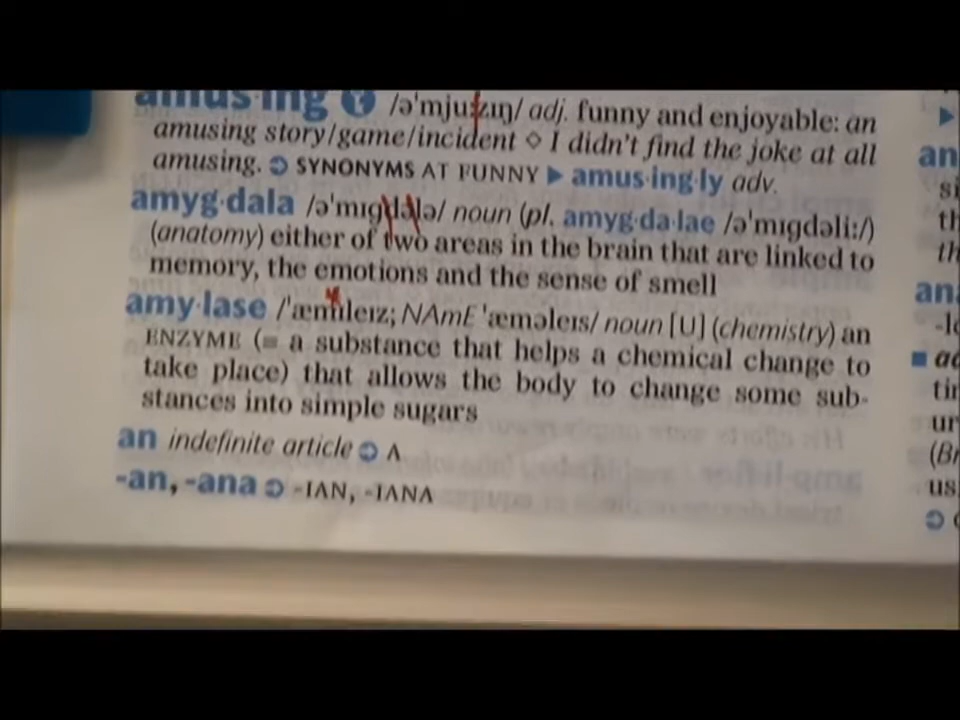 amus·ing /əˈmjuːzɪŋ/ adj. funny and enjoyable: an
amusing story/game/incident ◇ I didn't find the joke at all
amusing. ➲ SYNONYMS AT FUNNY ▶ amus·ing·ly adv.
amyg·dala /əˈmɪɡdələ/ noun (pl. amyg·da·lae /əˈmɪɡdəliː/)
(anatomy) either of two areas in the brain that are linked to
memory, the emotions and the sense of smell
amy·lase /ˈæmɪleɪz; NAmE ˈæməleɪs/ noun [U] (chemistry) an
ENZYME (= a substance that helps a chemical change to
take place) that allows the body to change some sub-
stances into simple sugars
an indefinite article ➲ A
-an, -ana ➲ -IAN, -IANA